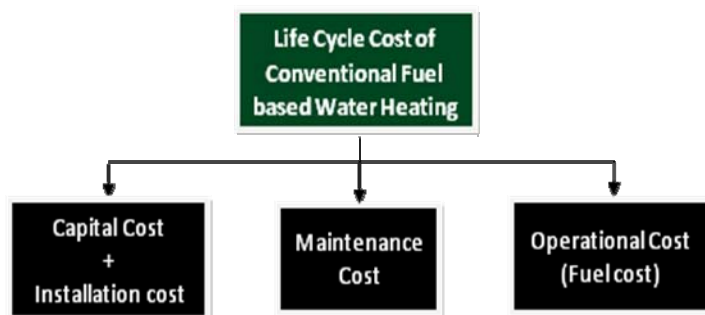 Life Cycle Cost of
Conventional Fuel
based Water Heating
Capital Cost
+
Installation cost
Maintenance
Cost
Operational Cost
(Fuel cost)